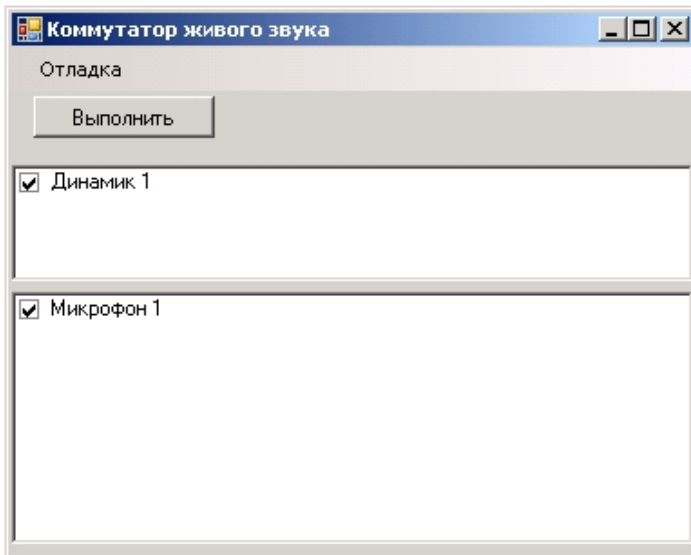 Коммутатор живого звука
Отладка
Выполнить
Динамик 1
Микрофон 1